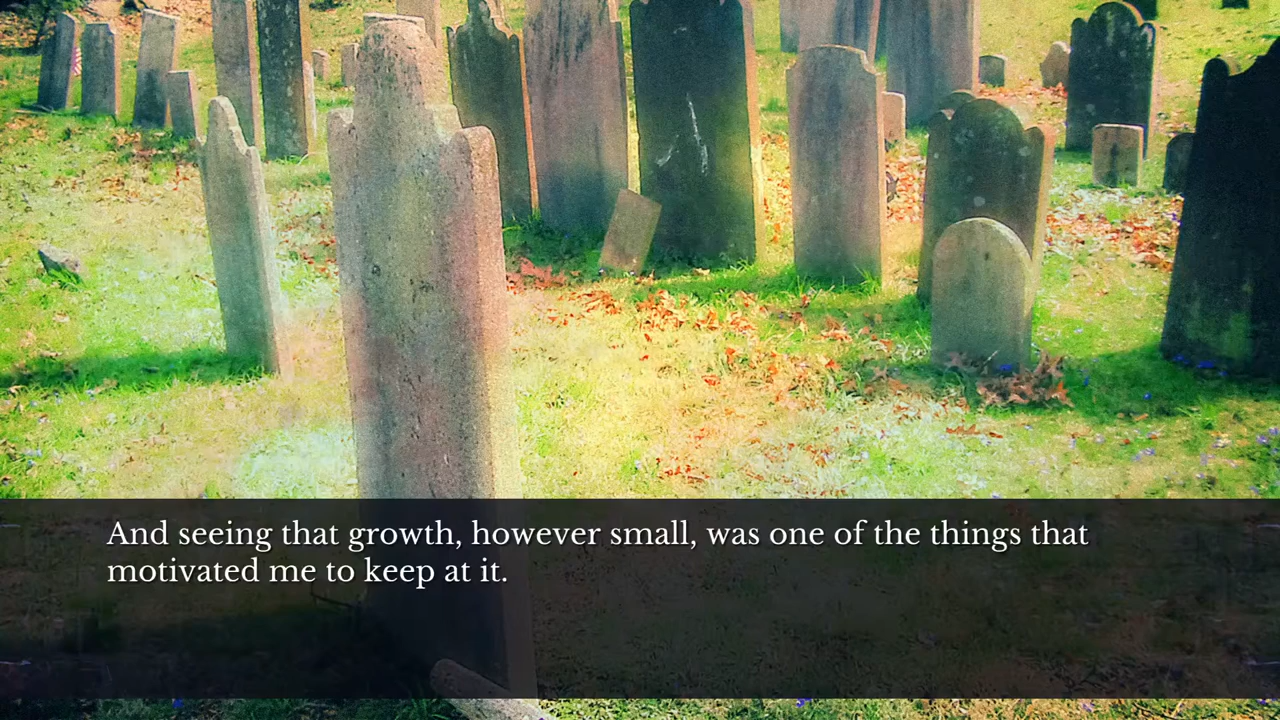 And seeing that growth, however small, was one of the things that
motivated me to keep at it.